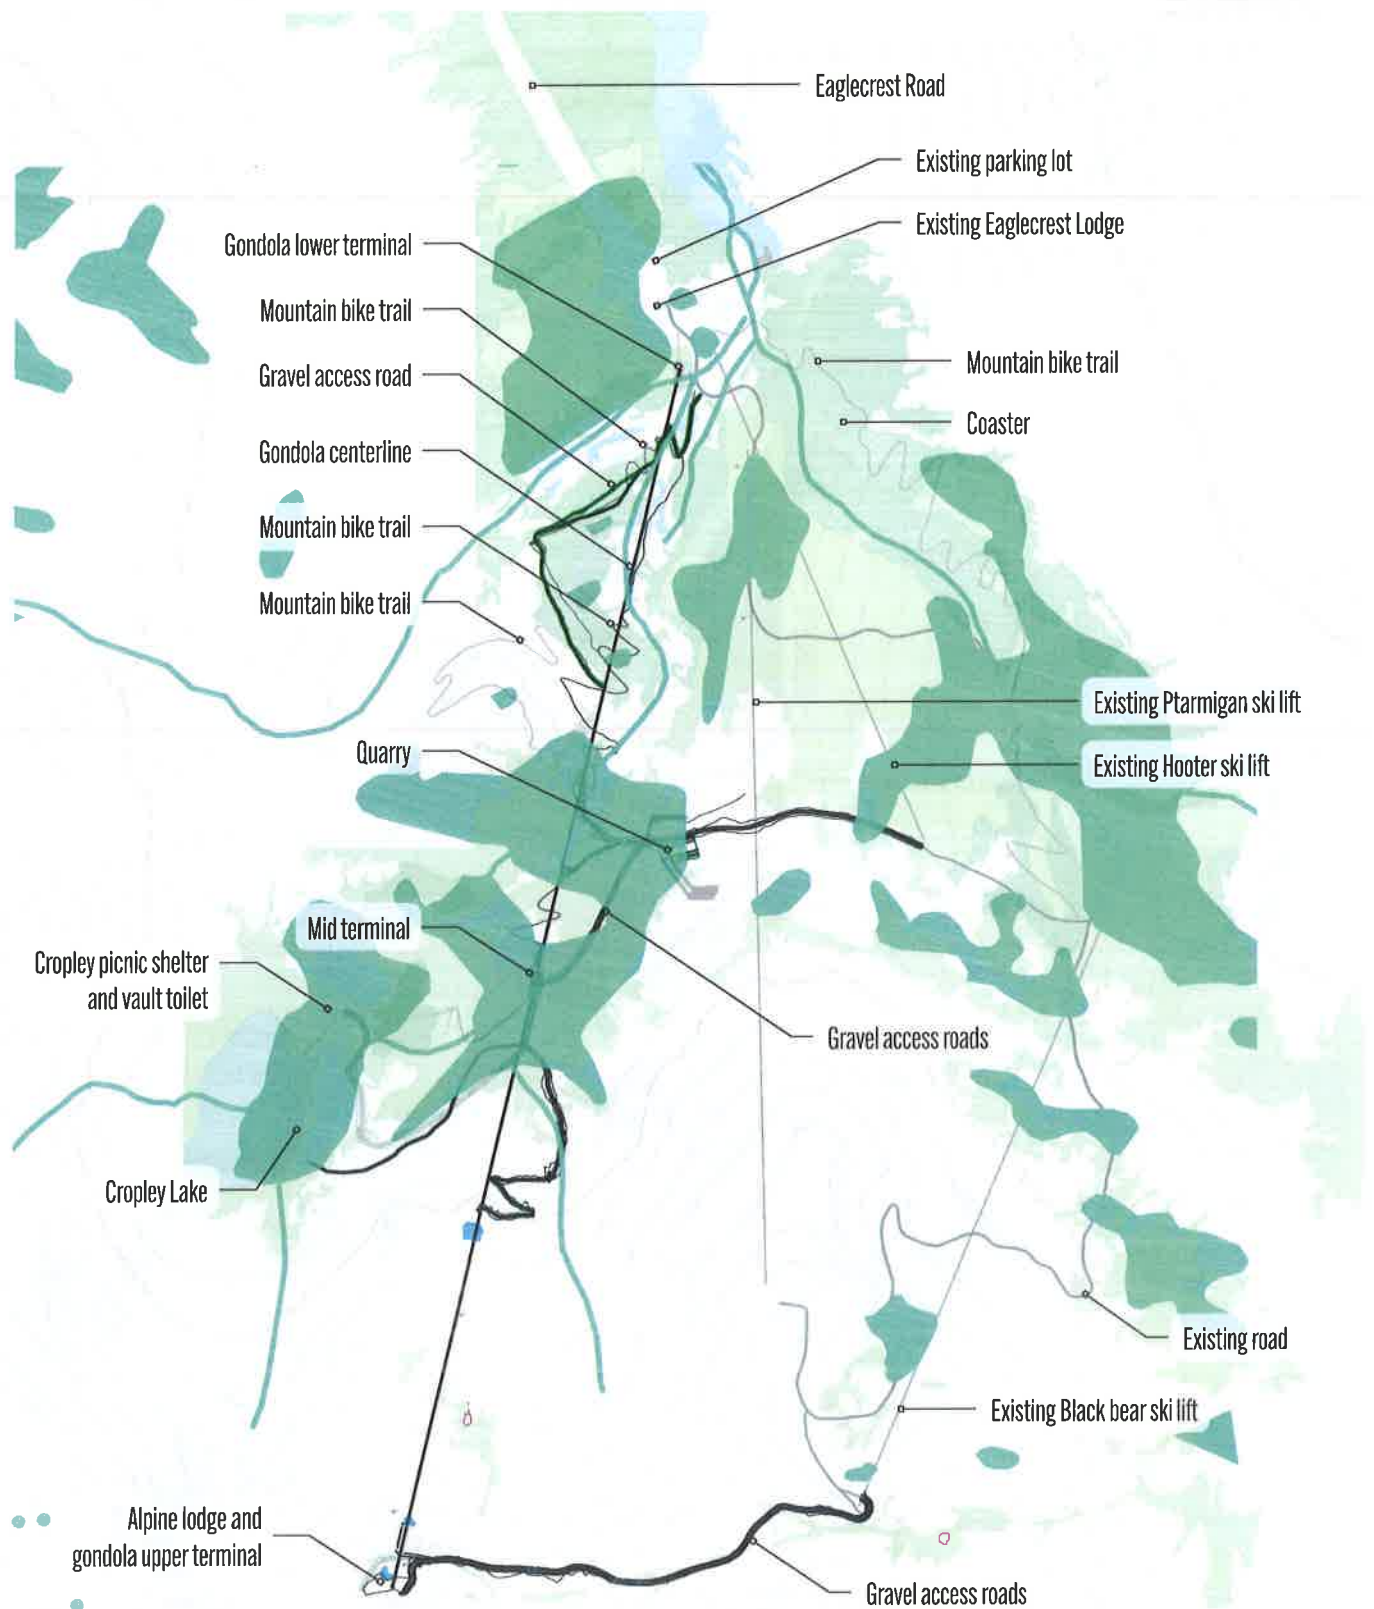 Eaglecrest Road
Existing parking lot
Existing Eaglecrest Lodge
Gondola lower terminal
Mountain bike trail
Gravel access road
Mountain bike trail
Coaster
Gondola centerline
Mountain bike trail
Mountain bike trail
Existing Ptarmigan ski lift
Quarry
Existing Hooter ski lift
Mid terminal
Cropley picnic shelter
and vault toilet
Gravel access roads
Cropley Lake
Existing road
Existing Black bear ski lift
Alpine lodge and
gondola upper terminal
Gravel access roads